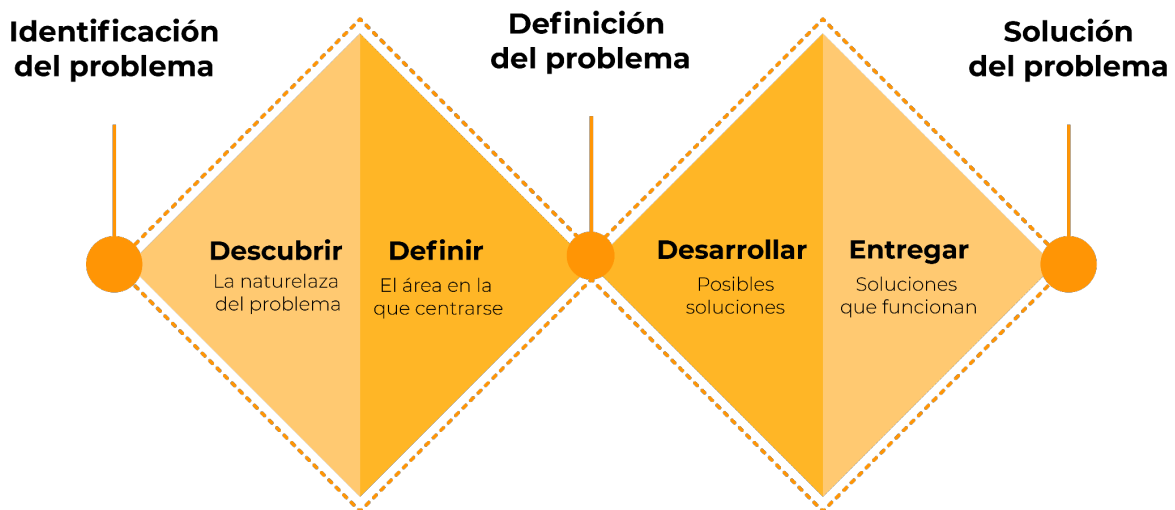 Identificación
del problema
Definición
del problema
Solución
del problema
Descubrir
La naturelaza
del problema
Definir
El área en la
que centrarse
Desarrollar
Posibles
soluciones
Entregar
Soluciones
que funcionan